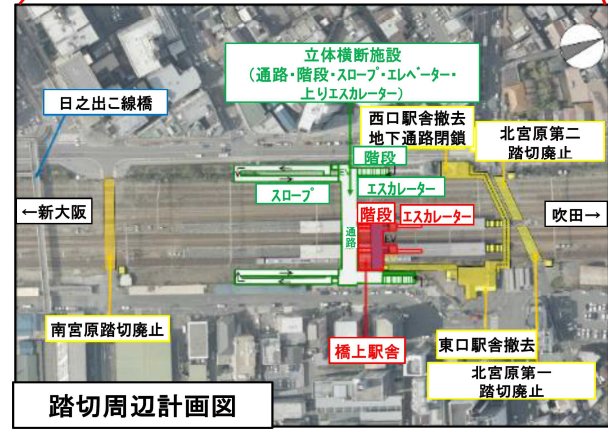 立体横断施設
（通路・階段・スロープ・エレベーター・
上りエスカレーター）
日之出こ線橋
西口駅舎撤去
地下通路閉鎖
北宮原第二
踏切廃止
階段
EV
スロープ
エスカレーター
←新大阪
階段
エスカレーター
吹田→
通路
EV
南宮原踏切廃止
橋上駅舎
東口駅舎撤去
北宮原第一
踏切廃止
踏切周辺計画図